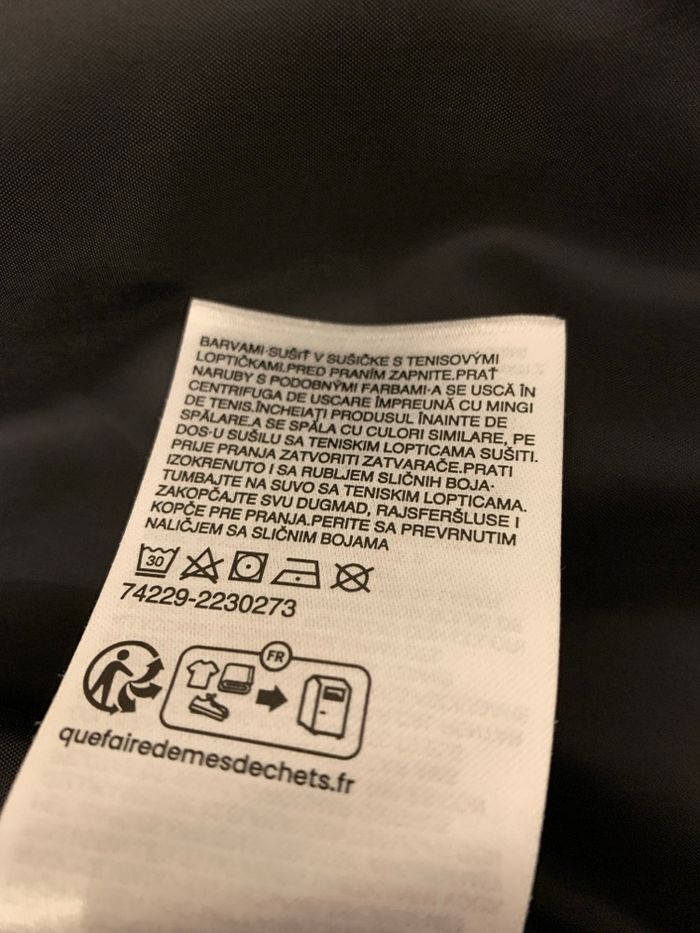 BARVAMI·SUŠIT V SUŠIČKE S TENISOVÝMI
LOPTIČKAMI.PRED PRANÍM ZAPNITE.PRAŤ
NARUBY S PODOBNÝMI FARBAMI·A SE USCĂ ÎN
CENTRIFUGA DE USCARE ÎMPREUNĂ CU MINGI
DE TENIS.ÎNCHEIAȚI PRODUSUL ÎNAINTE DE
SPĂLARE.A SE SPĂLA CU CULORI SIMILARE, PE
DOS·U SUŠILU SA TENISKIM LOPTICAMA SUŠITI.
PRIJE PRANJA ZATVORITI ZATVARAČE.PRATI
IZOKRENUTO I SA RUBLJEM SLIČNIH BOJA·
TUMBAJTE NA SUVO SA TENISKIM LOPTICAMA.
ZAKOPČAJTE SVU DUGMAD, RAJSFERŠLUSE I
KOPČE PRE PRANJA.PERITE SA PREVRNUTIM
NALIČJEM SA SLIČNIM BOJAMA
30
74229-2230273
FR
quefairedemesdechets.fr